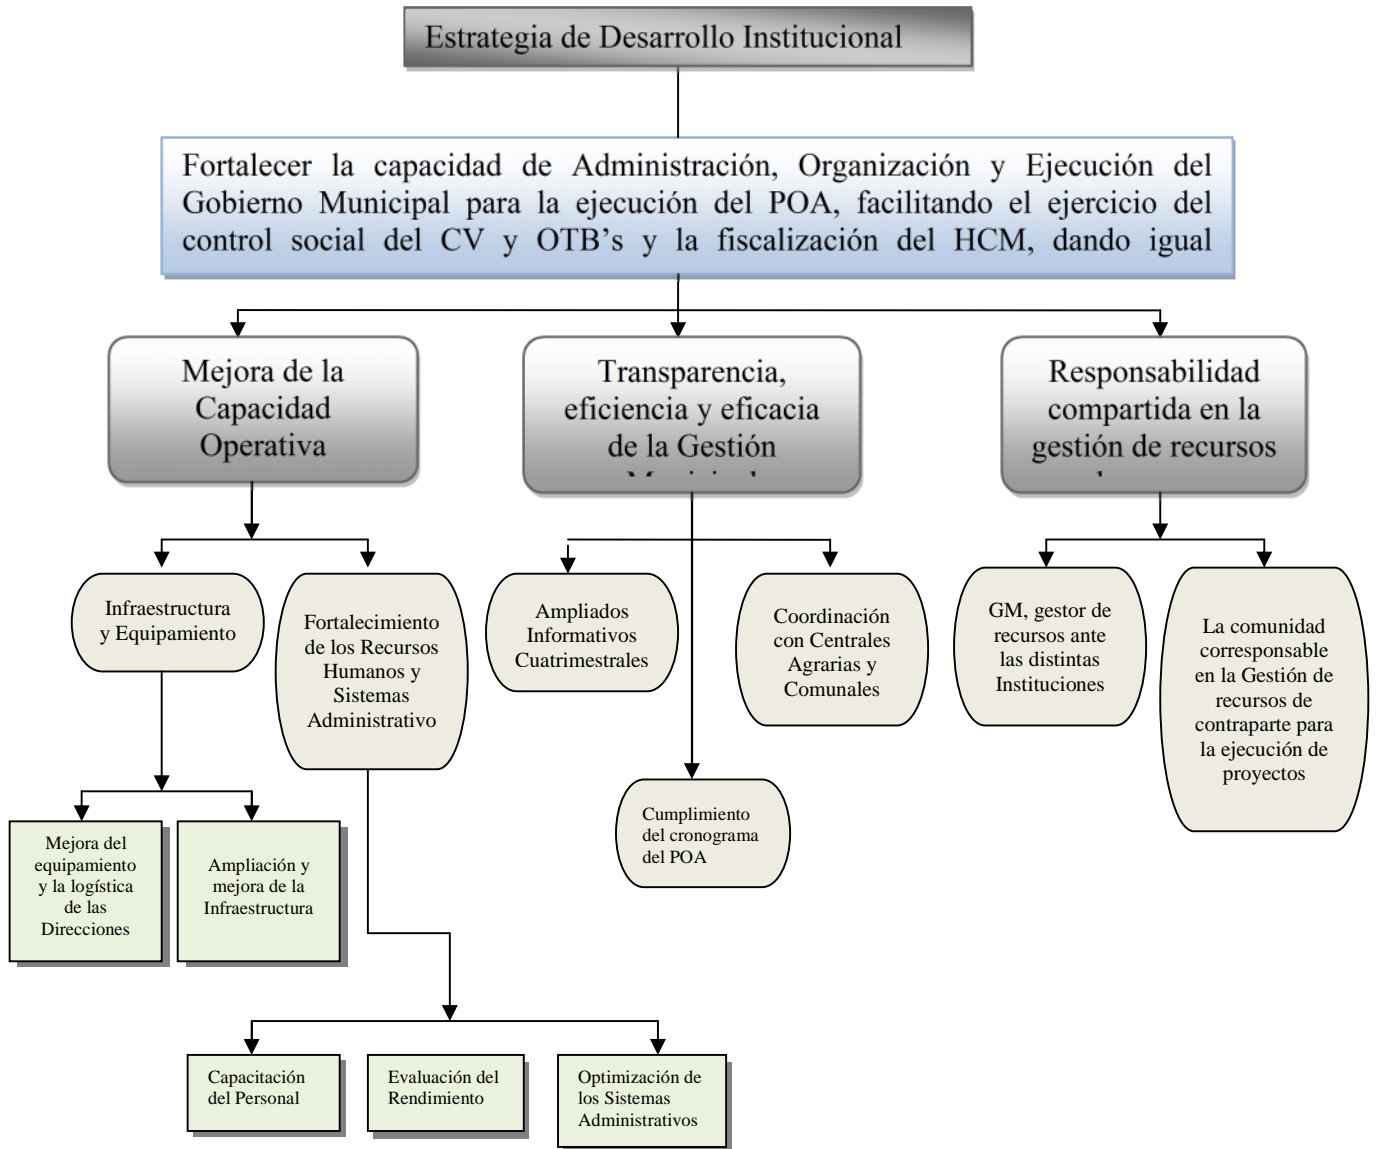 Estrategia de Desarrollo Institucional
Fortalecer la capacidad de Administración, Organización y Ejecución del
Gobierno Municipal para la ejecución del POA, facilitando el ejercicio del
control social del CV y OTB’s y la fiscalización del HCM, dando igual
Mejora de la
Capacidad
Operativa
Transparencia,
eficiencia y eficacia
de la Gestión
Responsabilidad
compartida en la
gestión de recursos
Infraestructura
y Equipamiento
Fortalecimiento
de los Recursos
Humanos y
Sistemas
Administrativo
Ampliados
Informativos
Cuatrimestrales
Coordinación
con Centrales
Agrarias y
Comunales
GM, gestor de
recursos ante
las distintas
Instituciones
La comunidad
corresponsable
en la Gestión de
recursos de
contraparte para
la ejecución de
proyectos
Cumplimiento
del cronograma
del POA
Mejora del
equipamiento
y la logística
de las
Direcciones
Ampliación y
mejora de la
Infraestructura
Capacitación
del Personal
Evaluación del
Rendimiento
Optimización de
los Sistemas
Administrativos